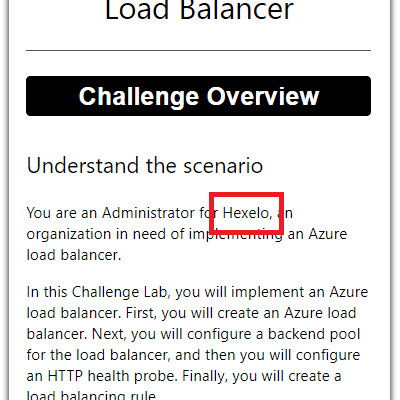 Load Balancer
Challenge Overview
Understand the scenario
You are an Administrator for Hexelo, an
organization in need of implementing an Azure
load balancer.
In this Challenge Lab, you will implement an Azure
load balancer. First, you will create an Azure load
balancer. Next, you will configure a backend pool
for the load balancer, and then you will configure
an HTTP health probe. Finally, you will create a
load balancing rule.